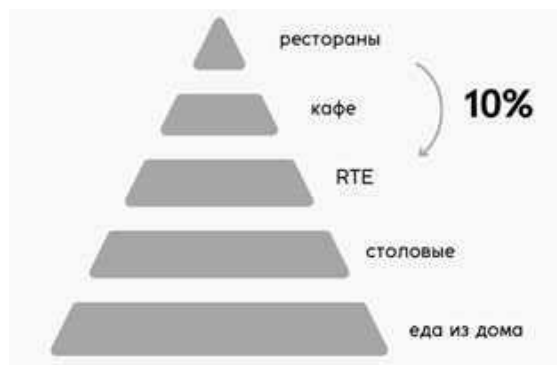 рестораны
кафе
10%
RTE
столовые
еда из дома